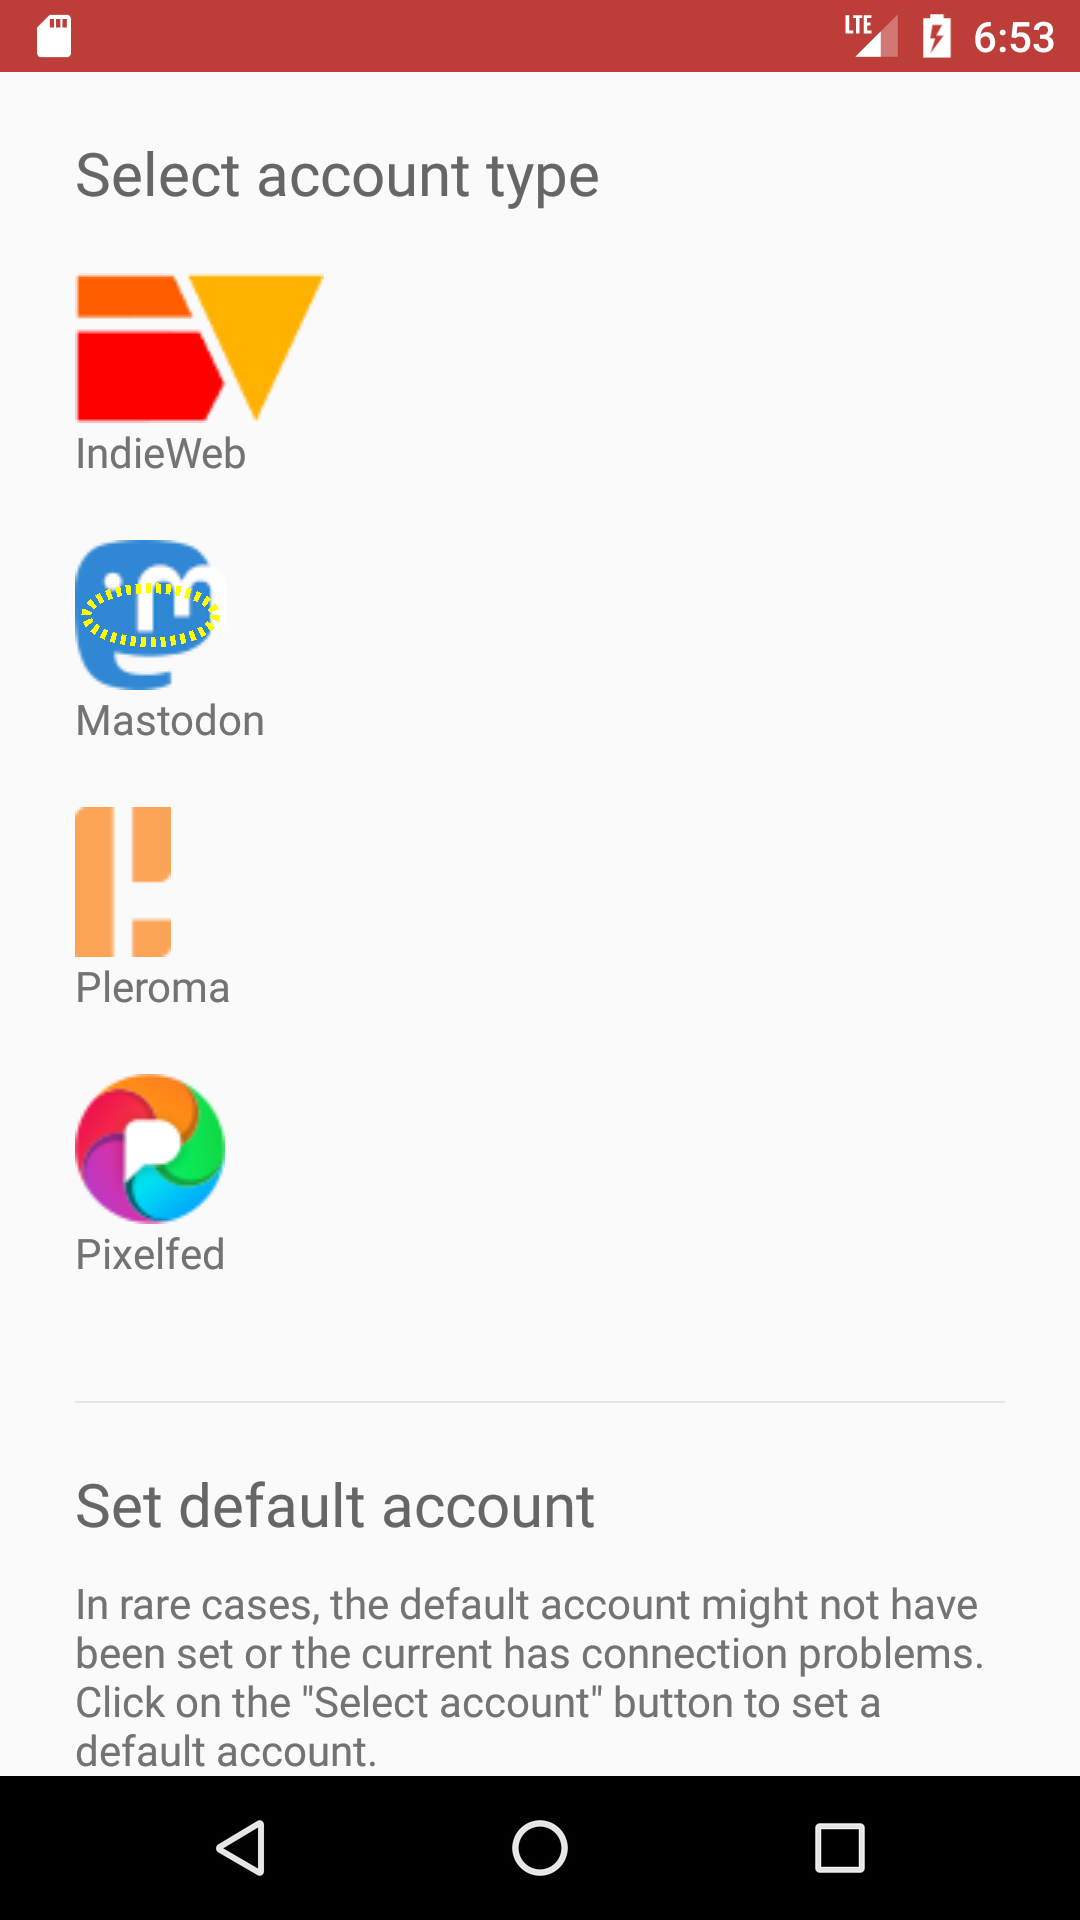 LTE 6:53
Select account type
IndieWeb
m
Mastodon
Pleroma
P
Pixelfed
Set default account
In rare cases, the default account might not have
been set or the current has connection problems.
Click on the "Select account" button to set a
default account.